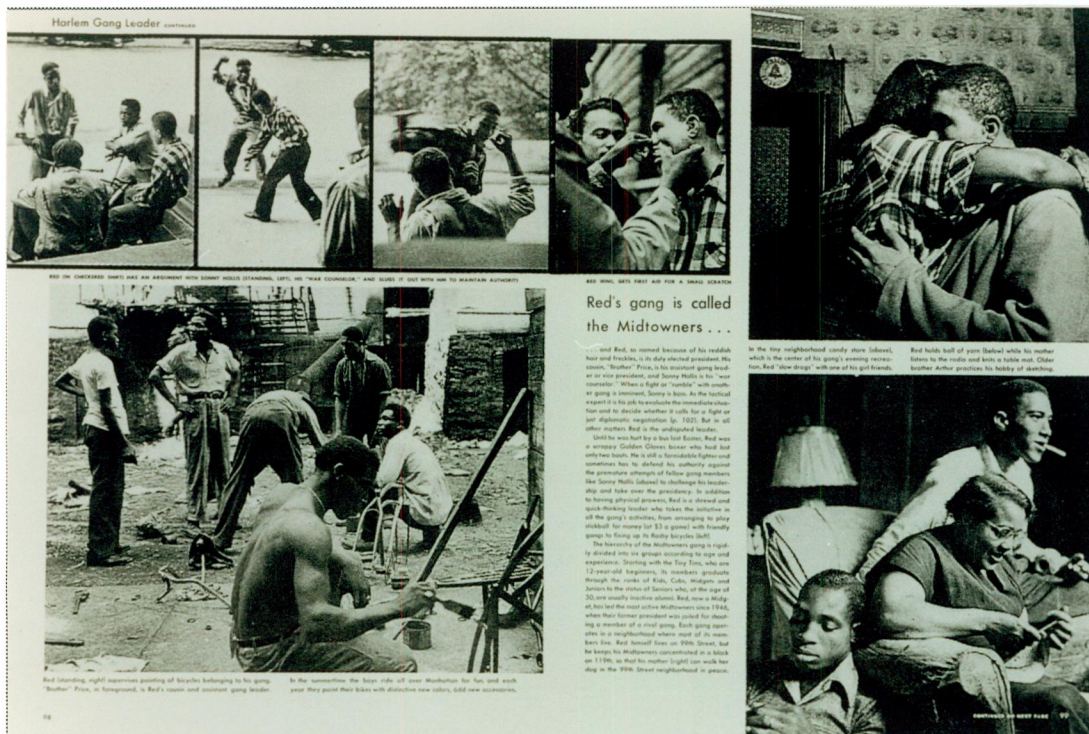 Harlem Gang Leader CONTINUED
RED (IN CHECKERED SHIRT) HAS AN ARGUMENT WITH SONNY HOLLIS (STANDING, LEFT), HIS "WAR COUNSELOR," AND SLUGS IT OUT WITH HIM TO MAINTAIN AUTHORITY
RED WINS, GETS FIRST AID FOR A SMALL SCRATCH
Red's gang is called
the Midtowners . . .
and Red, so named because of his reddish
hair and freckles, is its duly elected president. His
cousin, "Brother" Price, is his assistant gang lead-
er or vice president, and Sonny Hollis is his "war
counselor." When a fight or "rumble" with anoth-
er gang is imminent, Sonny is boss. As the tactical
expert it is his job to evaluate the immediate situa-
tion and to decide whether it calls for a fight or
just diplomatic negotiation (p. 102). But in all
other matters Red is the undisputed leader.
Until he was hurt by a bus last Easter, Red was
a scrappy Golden Gloves boxer who had lost
only two bouts. He is still a formidable fighter and
sometimes has to defend his authority against
the premature attempts of fellow gang members
like Sonny Hollis (above) to challenge his leader-
ship and take over the presidency. In addition
to having physical prowess, Red is a shrewd and
quick-thinking leader who takes the initiative in
all the gang's activities, from arranging to play
stickball for money (at $3 a game) with friendly
gangs to fixing up its flashy bicycles (left).
The hierarchy of the Midtowners gang is rigid-
ly divided into six groups according to age and
experience. Starting with the Tiny Tims, who are
12-year-old beginners, its members graduate
through the ranks of Kids, Cubs, Midgets and
Juniors to the status of Seniors who, at the age of
20, are usually inactive alumni. Red, now a Midg-
et, has led the most active Midtowners since 1946,
when their former president was jailed for shoot-
ing a member of a rival gang. Each gang oper-
ates in a neighborhood where most of its mem-
bers live. Red himself lives on 99th Street, but
he keeps his Midtowners concentrated in a block
on 119th, so that his mother (right) can walk her
dog in the 99th Street neighborhood in peace.
In the tiny neighborhood candy store (above),
which is the center of his gang's evening recrea-
tion, Red "slow drags" with one of his girl friends.
Red holds ball of yarn (below) while his mother
listens to the radio and knits a table mat. Older
brother Arthur practices his hobby of sketching.
Red (standing, right) supervises painting of bicycles belonging to his gang.
"Brother" Price, in foreground, is Red's cousin and assistant gang leader.
In the summertime the boys ride all over Manhattan for fun and each
year they paint their bikes with distinctive new colors, add new accessories.
98
CONTINUED ON NEXT PAGE 99